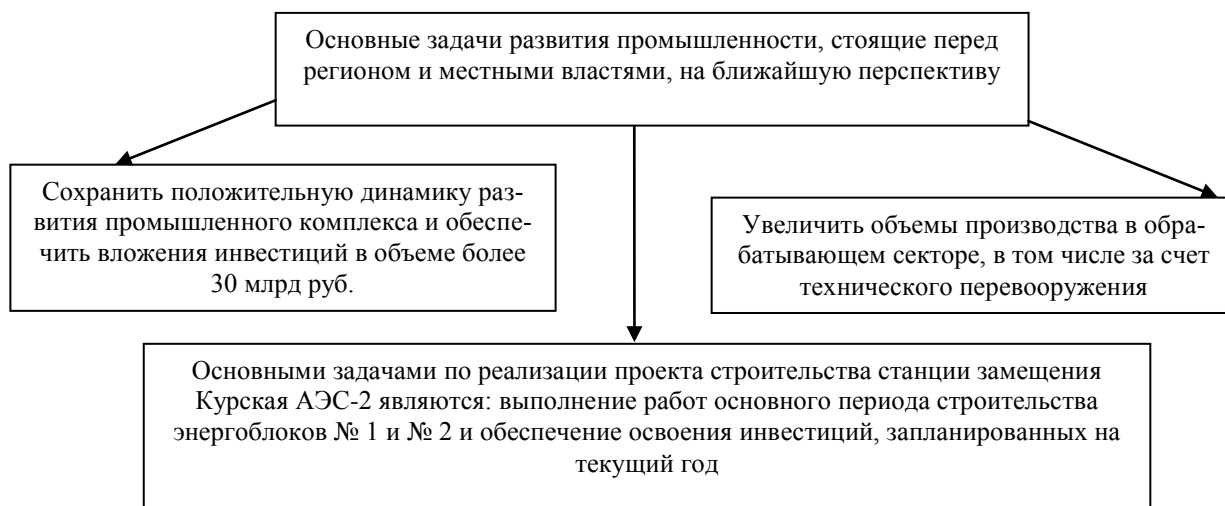 Основные задачи развития промышленности, стоящие перед
регионом и местными властями, на ближайшую перспективу
Сохранить положительную динамику раз-
вития промышленного комплекса и обеспе-
чить вложения инвестиций в объеме более
30 млрд руб.
Увеличить объемы производства в обра-
батывающем секторе, в том числе за счет
технического перевооружения
Основными задачами по реализации проекта строительства станции замещения
Курская АЭС-2 являются: выполнение работ основного периода строительства
энергоблоков № 1 и № 2 и обеспечение освоения инвестиций, запланированных на
текущий год